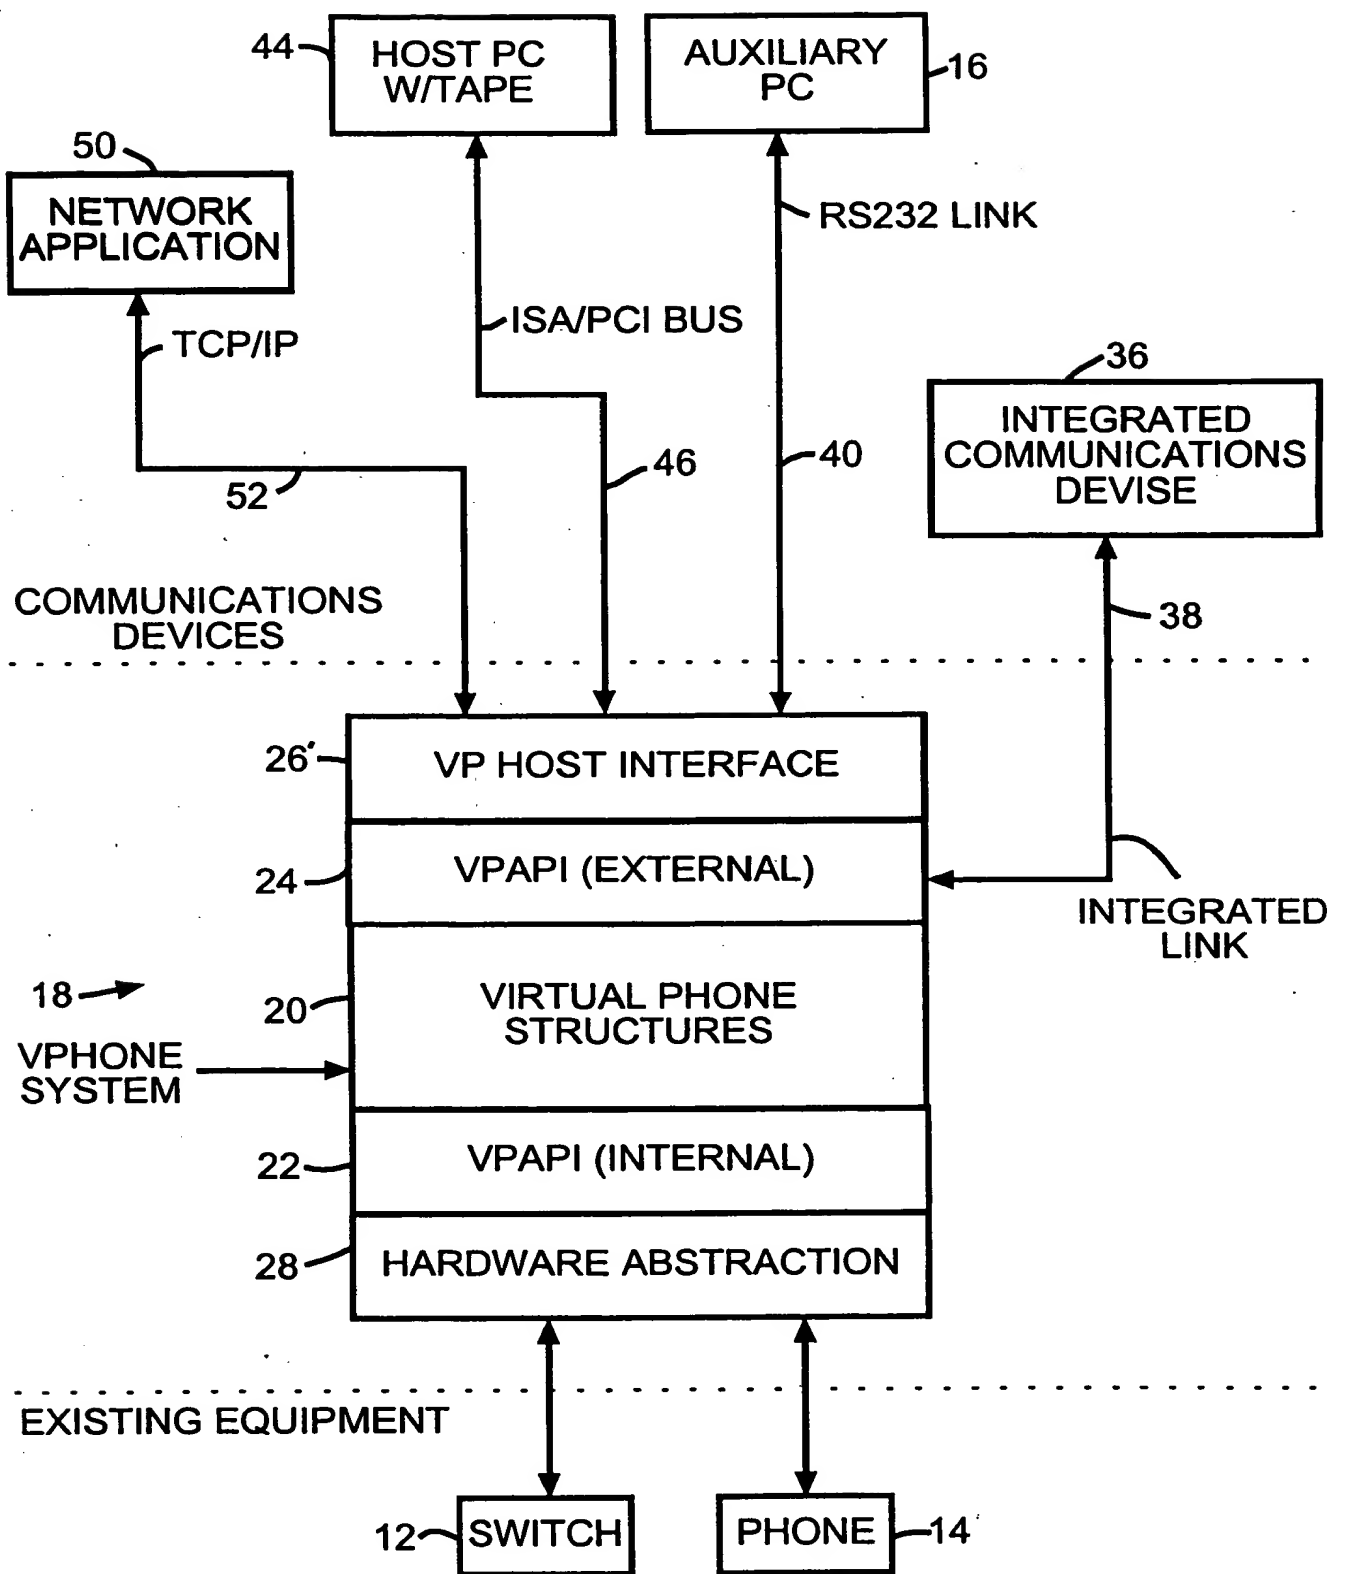 44
HOST PC
W/TAPE
AUXILIARY
PC
16
50
NETWORK
APPLICATION
RS232 LINK
ISA/PCI BUS
TCP/IP
36
INTEGRATED
COMMUNICATIONS
DEVISE
46
40
52
COMMUNICATIONS
DEVICES
38
26'
VP HOST INTERFACE
24
VPAPI (EXTERNAL)
INTEGRATED
LINK
18
20
VIRTUAL PHONE
STRUCTURES
VPHONE
SYSTEM
22
VPAPI (INTERNAL)
28
HARDWARE ABSTRACTION
EXISTING EQUIPMENT
12
SWITCH
PHONE
14